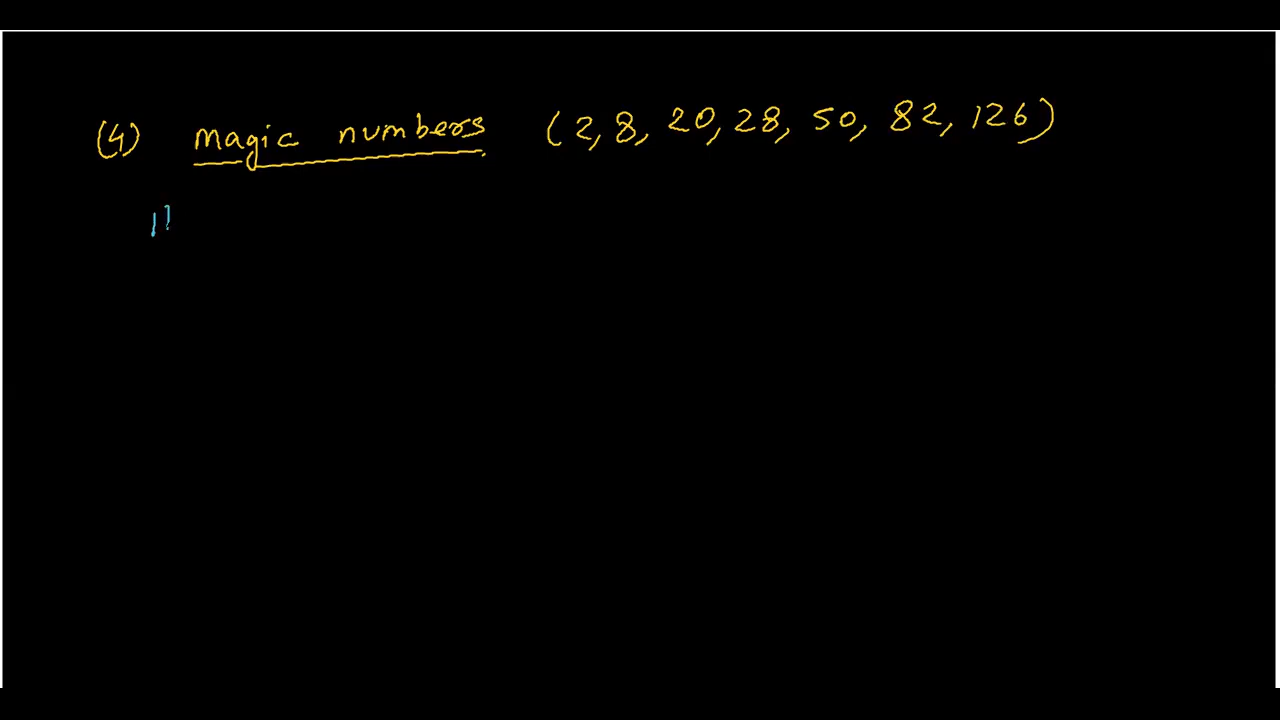 (4) magic numbers (2, 8, 20, 28, 50, 82, 126)